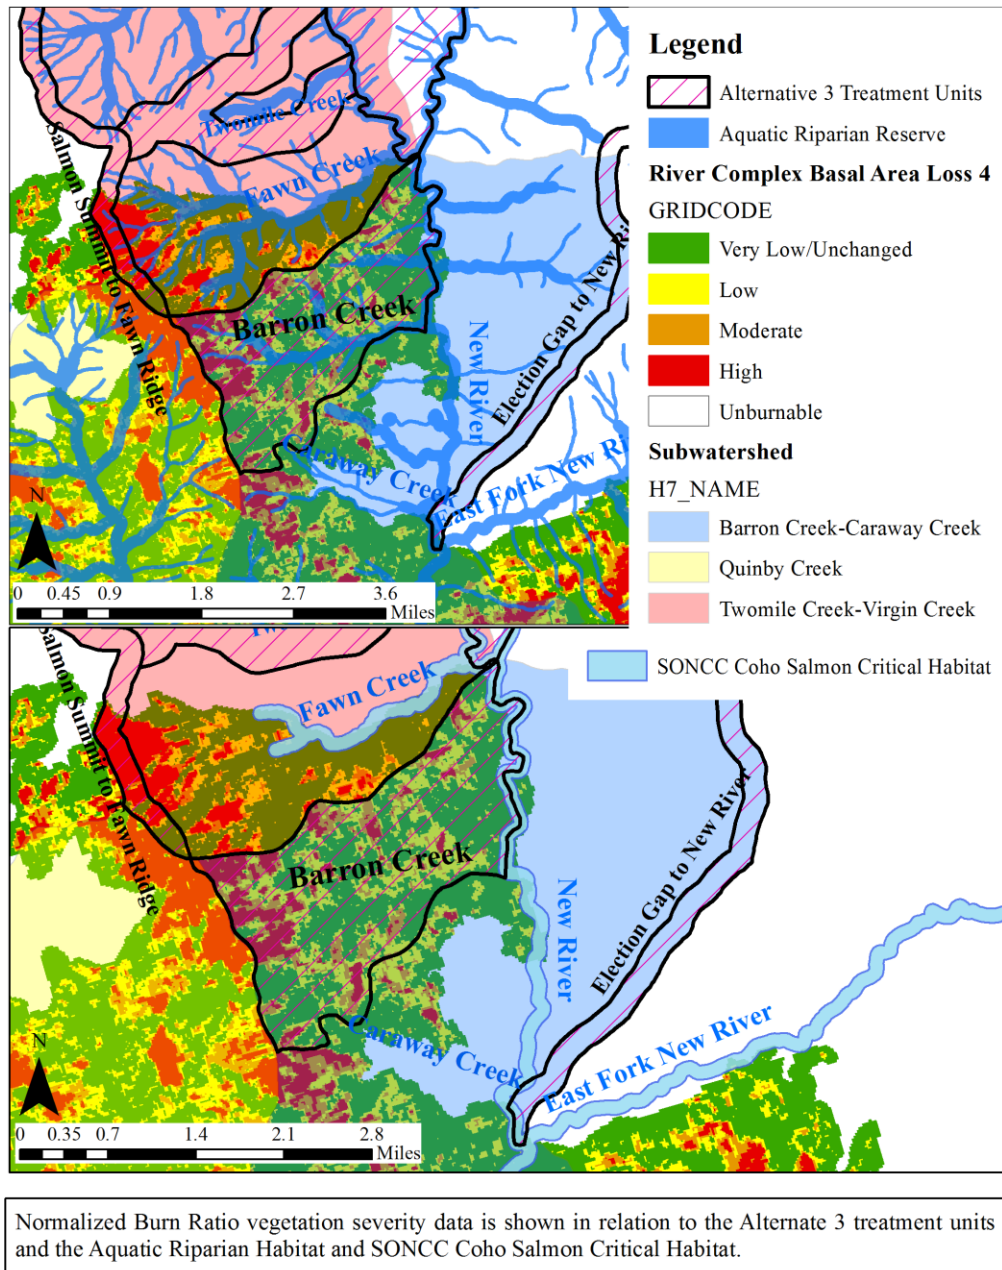 Legend
Alternative 3 Treatment Units
Aquatic Riparian Reserve
River Complex Basal Area Loss 4
GRIDCODE
Very Low/Unchanged
Low
Moderate
High
Unburnable
Subwatershed
H7_NAME
Barron Creek-Caraway Creek
Quinby Creek
Twomile Creek-Virgin Creek
SONCC Coho Salmon Critical Habitat
Twomile Creek
Fawn Creek
Salmon Summit to Fawn Ridge
Barron Creek
New River
Election Gap to New Ri
Caraway Creek
East Fork New Ri
N
0 0.45 0.9 1.8 2.7 3.6
Miles
Salmon Summit to Fawn Ridge
Fawn Creek
Barron Creek
New River
Election Gap to New River
Caraway Creek
East Fork New River
N
0 0.35 0.7 1.4 2.1 2.8
Miles
Normalized Burn Ratio vegetation severity data is shown in relation to the Alternate 3 treatment units
and the Aquatic Riparian Habitat and SONCC Coho Salmon Critical Habitat.